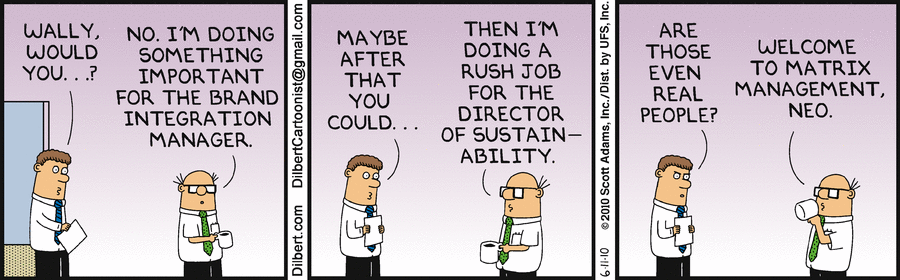 WALLY,
WOULD
YOU. . .?
NO. I'M DOING
SOMETHING
IMPORTANT
FOR THE BRAND
INTEGRATION
MANAGER.
Dilbert.com DilbertCartoonist@gmail.com
MAYBE
AFTER
THAT
YOU
COULD. . .
THEN I'M
DOING A
RUSH JOB
FOR THE
DIRECTOR
OF SUSTAIN–
ABILITY.
6-11-10 ©2010 Scott Adams, Inc./Dist. by UFS, Inc.
ARE
THOSE
EVEN
REAL
PEOPLE?
WELCOME
TO MATRIX
MANAGEMENT,
NEO.